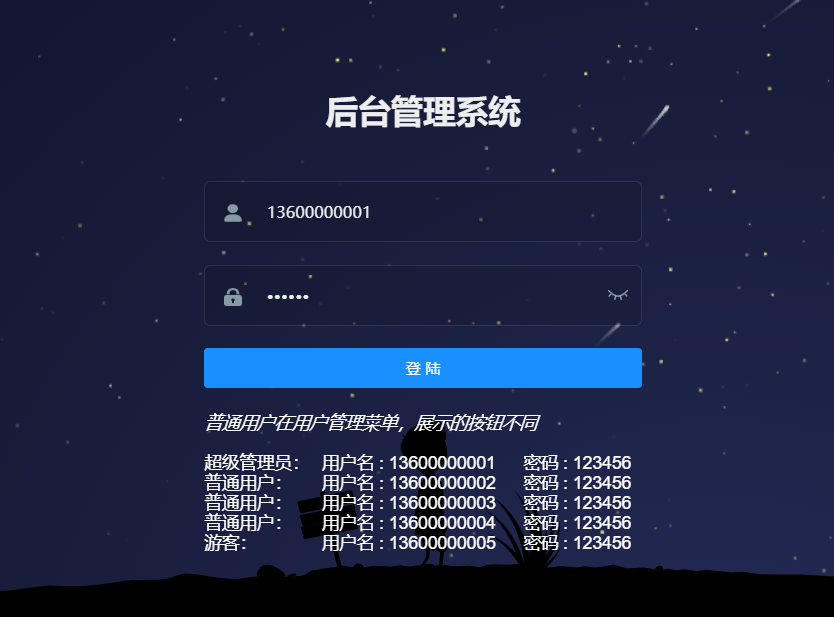 后台管理系统
13600000001
••••••
登 陆
普通用户在用户管理菜单，展示的按钮不同
超级管理员： 用户名 : 13600000001 密码 : 123456
普通用户： 用户名 : 13600000002 密码 : 123456
普通用户： 用户名 : 13600000003 密码 : 123456
普通用户： 用户名 : 13600000004 密码 : 123456
游客： 用户名 : 13600000005 密码 : 123456